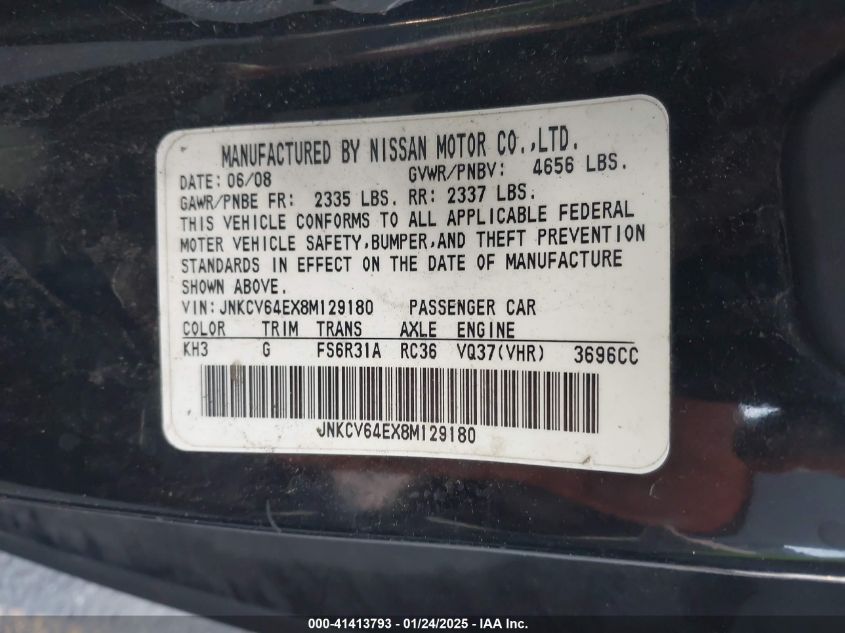 MANUFACTURED BY NISSAN MOTOR CO.,LTD.
DATE: 06/08 GVWR/PNBV: 4656 LBS.
GAWR/PNBE FR: 2335 LBS. RR: 2337 LBS.
THIS VEHICLE CONFORMS TO ALL APPLICABLE FEDERAL
MOTER VEHICLE SAFETY,BUMPER,AND THEFT PREVENTION
STANDARDS IN EFFECT ON THE DATE OF MANUFACTURE
SHOWN ABOVE.
VIN: JNKCV64EX8M129180 PASSENGER CAR
COLOR TRIM TRANS AXLE ENGINE
KH3 G FS6R31A RC36 VQ37(VHR) 3696CC
JNKCV64EX8M129180
000-41413793 - 01/24/2025 - IAA Inc.